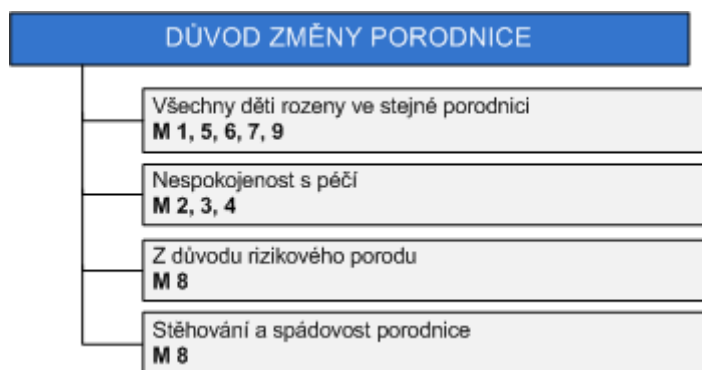 DŮVOD ZMĚNY PORODNICE
Všechny děti rozeny ve stejné porodnici
M 1, 5, 6, 7, 9
Nespokojenost s péčí
M 2, 3, 4
Z důvodu rizikového porodu
M 8
Stěhování a spádovost porodnice
M 8